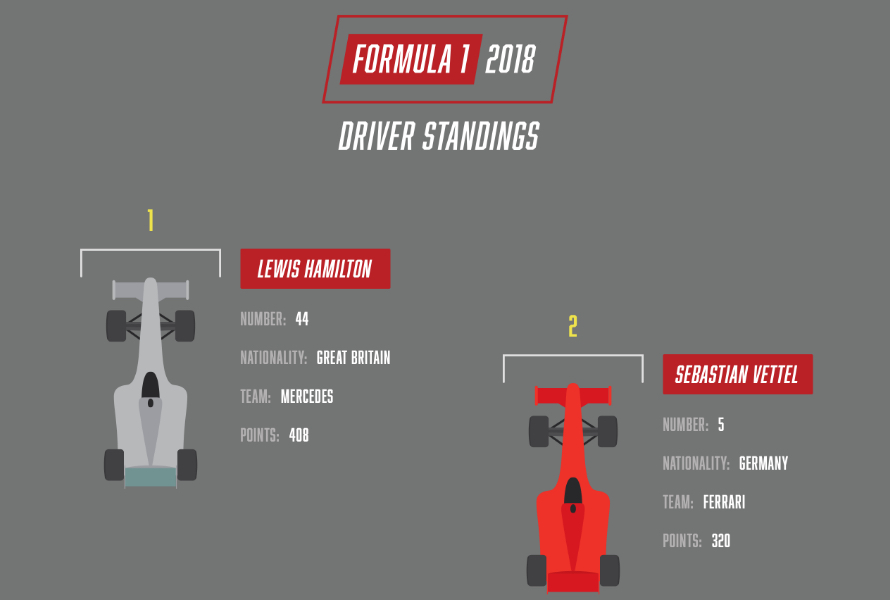 FORMULA 1 2018
DRIVER STANDINGS
1
LEWIS HAMILTON
NUMBER: 44
NATIONALITY: GREAT BRITAIN
TEAM: MERCEDES
POINTS: 408
2
SEBASTIAN VETTEL
NUMBER: 5
NATIONALITY: GERMANY
TEAM: FERRARI
POINTS: 320